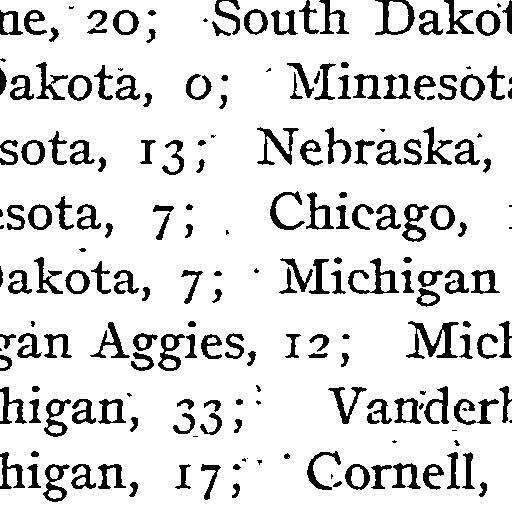 ne, 20; South Dakot
Dakota, 0; Minnesota
sota, 13; Nebraska,
esota, 7; Chicago,
Dakota, 7; Michigan
gan Aggies, 12; Mich
higan, 33; Vanderb
higan, 17; Cornell,